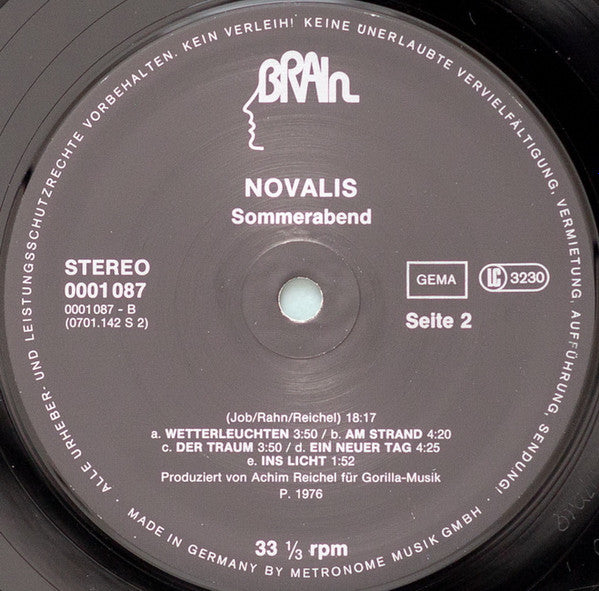 BRAIN
NOVALIS
Sommerabend
STEREO
0001 087
0001 087 - B
(0701.142 S 2)
GEMA
LC 3230
Seite 2
(Job/Rahn/Reichel) 18:17
a. WETTERLEUCHTEN 3:50 / b. AM STRAND 4:20
c. DER TRAUM 3:50 / d. EIN NEUER TAG 4:25
e. INS LICHT 1:52
Produziert von Achim Reichel für Gorilla-Musik
P. 1976
33 ⅓ rpm
· ALLE URHEBER- UND LEISTUNGSSCHUTZRECHTE VORBEHALTEN. KEIN VERLEIH! KEINE UNERLAUBTE VERVIELFÄLTIGUNG, VERMIETUNG, AUFFÜHRUNG, SENDUNG! ·
MADE IN GERMANY BY METRONOME MUSIK GMBH ·